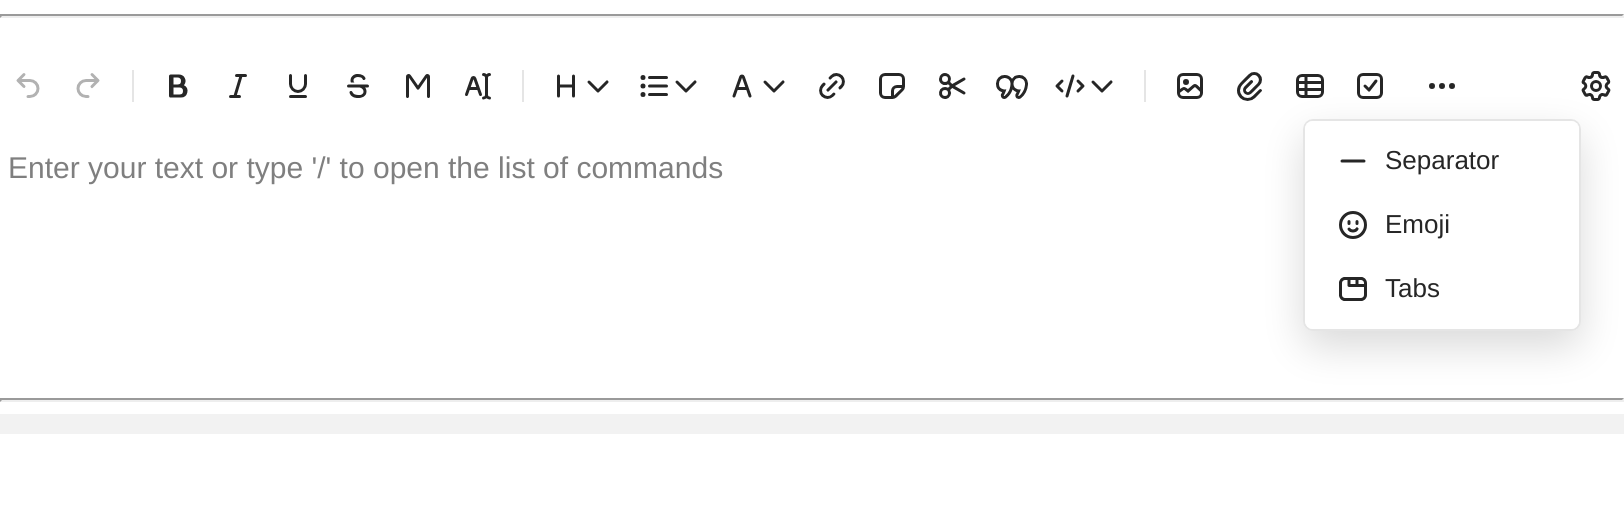 Enter your text or type '/' to open the list of commands
Separator
Emoji
Tabs